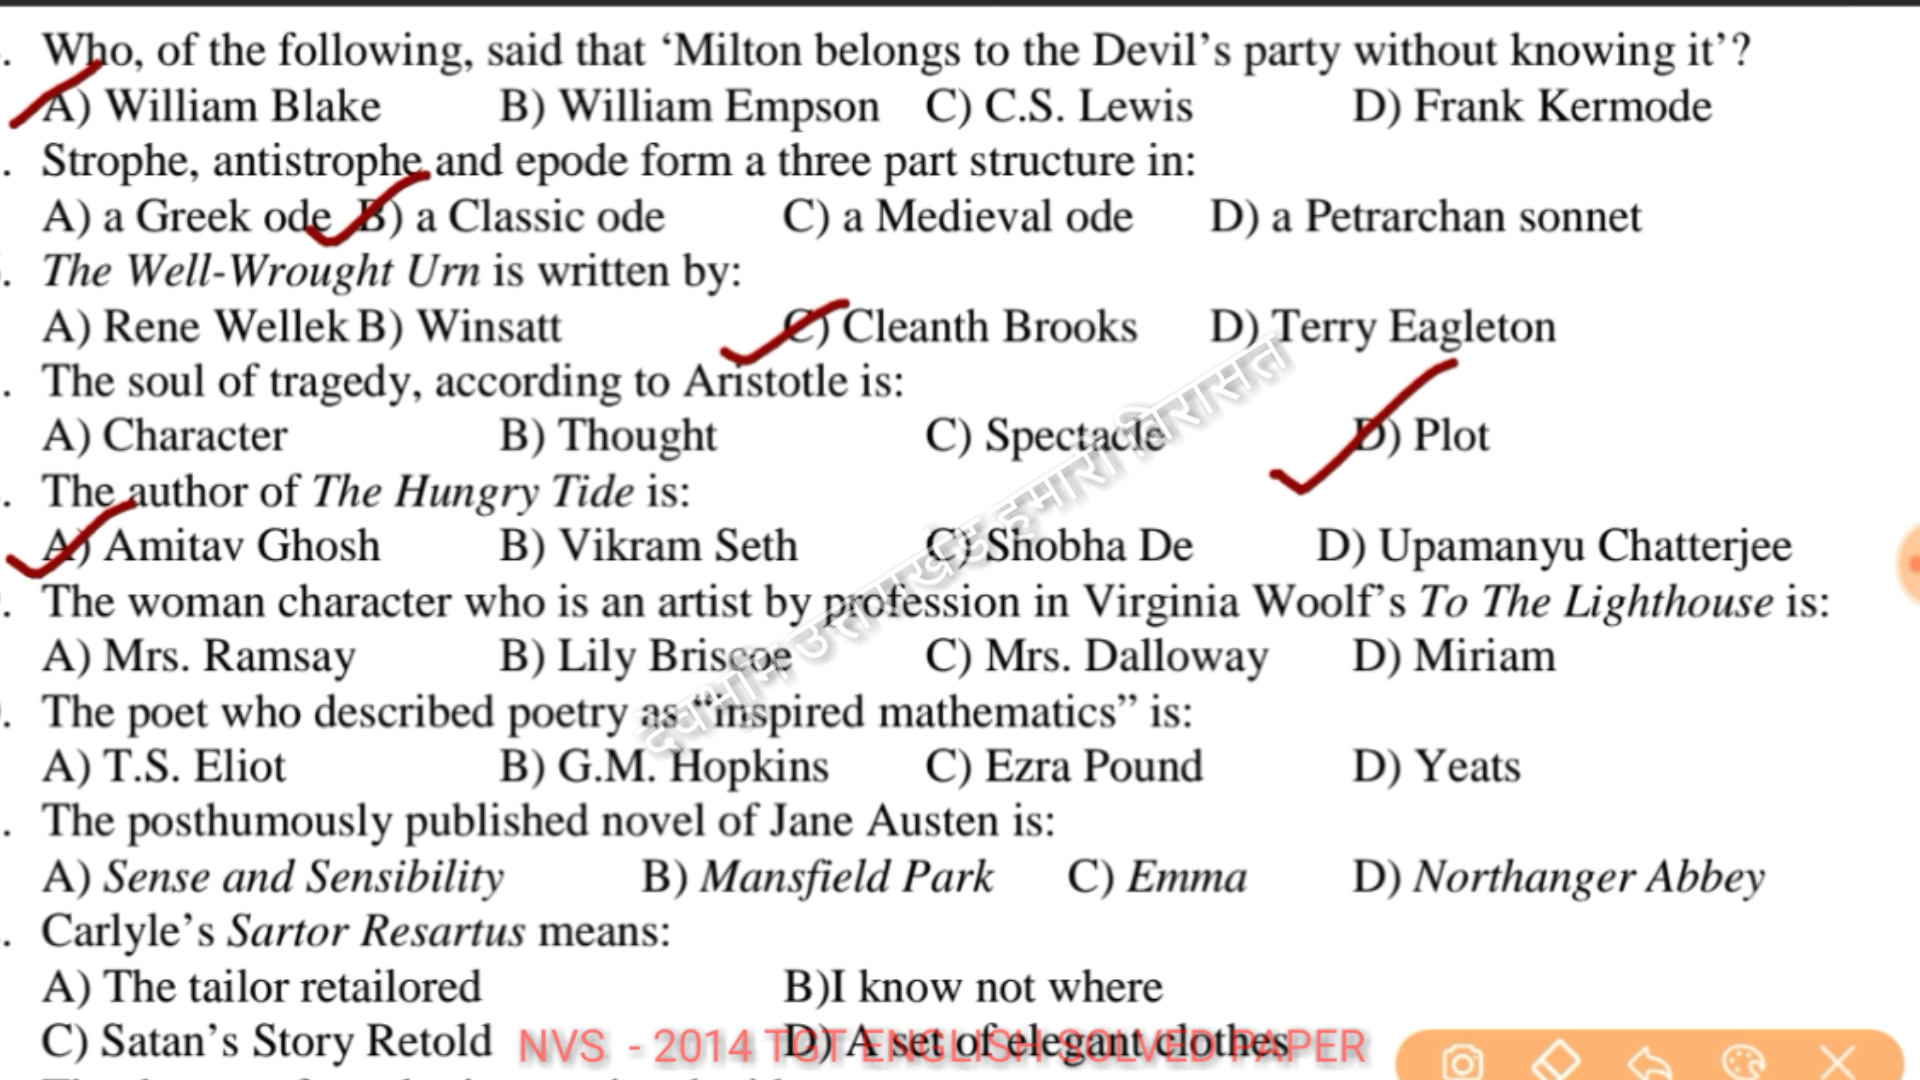 . Who, of the following, said that ‘Milton belongs to the Devil’s party without knowing it’?
A) William Blake B) William Empson C) C.S. Lewis D) Frank Kermode
. Strophe, antistrophe and epode form a three part structure in:
A) a Greek ode B) a Classic ode C) a Medieval ode D) a Petrarchan sonnet
. The Well-Wrought Urn is written by:
A) Rene Wellek B) Winsatt C) Cleanth Brooks D) Terry Eagleton
. The soul of tragedy, according to Aristotle is:
A) Character B) Thought C) Spectacle D) Plot
. The author of The Hungry Tide is:
A) Amitav Ghosh B) Vikram Seth C) Shobha De D) Upamanyu Chatterjee
. The woman character who is an artist by profession in Virginia Woolf’s To The Lighthouse is:
A) Mrs. Ramsay B) Lily Briscoe C) Mrs. Dalloway D) Miriam
. The poet who described poetry as “inspired mathematics” is:
A) T.S. Eliot B) G.M. Hopkins C) Ezra Pound D) Yeats
. The posthumously published novel of Jane Austen is:
A) Sense and Sensibility B) Mansfield Park C) Emma D) Northanger Abbey
. Carlyle’s Sartor Resartus means:
A) The tailor retailored B)I know not where
C) Satan’s Story Retold D) A set of elegant clothes
NVS - 2014 TGT ENGLISH SOLVED PAPER
देवभूमि उत्तराखंड हमारी विरासत